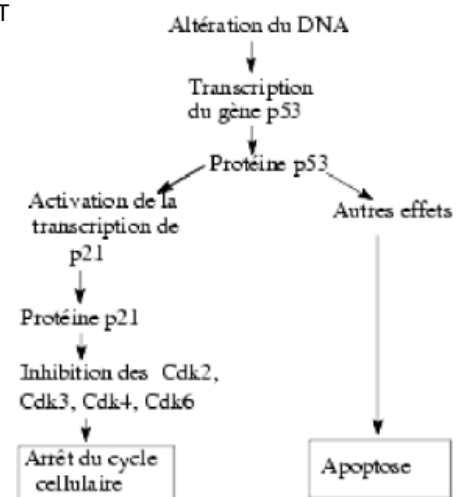 T
Altération du DNA
Transcription
du gène p53
Protéine p53
Activation de la
transcription de
p21
Autres effets
Protéine p21
Inhibition des Cdk2,
Cdk3, Cdk4, Cdk6
Arrêt du cycle
cellulaire
Apoptose